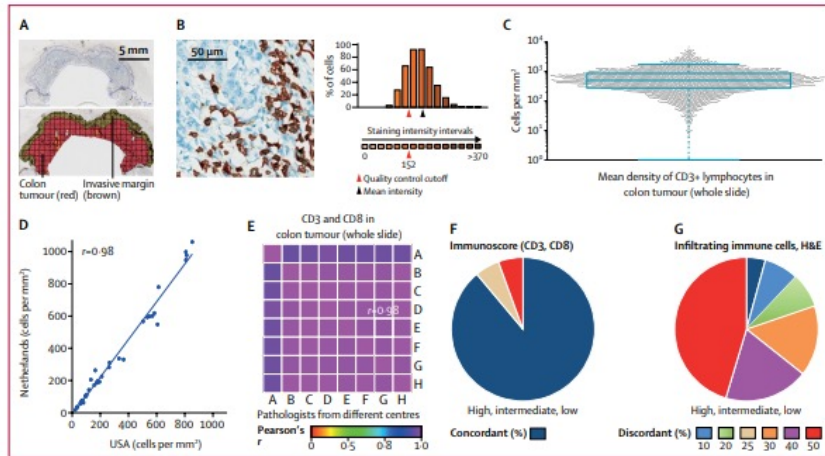 A
5 mm
Colon
tumour (red)
Invasive margin
(brown)
B
50 µm
% of cells
100
80
60
40
20
0
Staining intensity intervals
0
152
>370
Quality control cutoff
Mean intensity
C
Cells per mm²
10⁴
10³
10²
10¹
10⁰
Mean density of CD3+ lymphocytes in
colon tumour (whole slide)
D
r=0·98
Netherlands (cells per mm²)
1000
800
600
400
200
0
0 200 400 600 800 1000
USA (cells per mm²)
E
CD3 and CD8 in
colon tumour (whole slide)
A
B
C
D
E
F
G
H
r=0·98
A B C D E F G H
Pathologists from different centres
Pearson's
r
0 0·5 0·8 1·0
F
Immunoscore (CD3, CD8)
High, intermediate, low
Concordant (%)
G
Infiltrating immune cells, H&E
High, intermediate, low
Discordant (%)
10 20 25 30 40 50